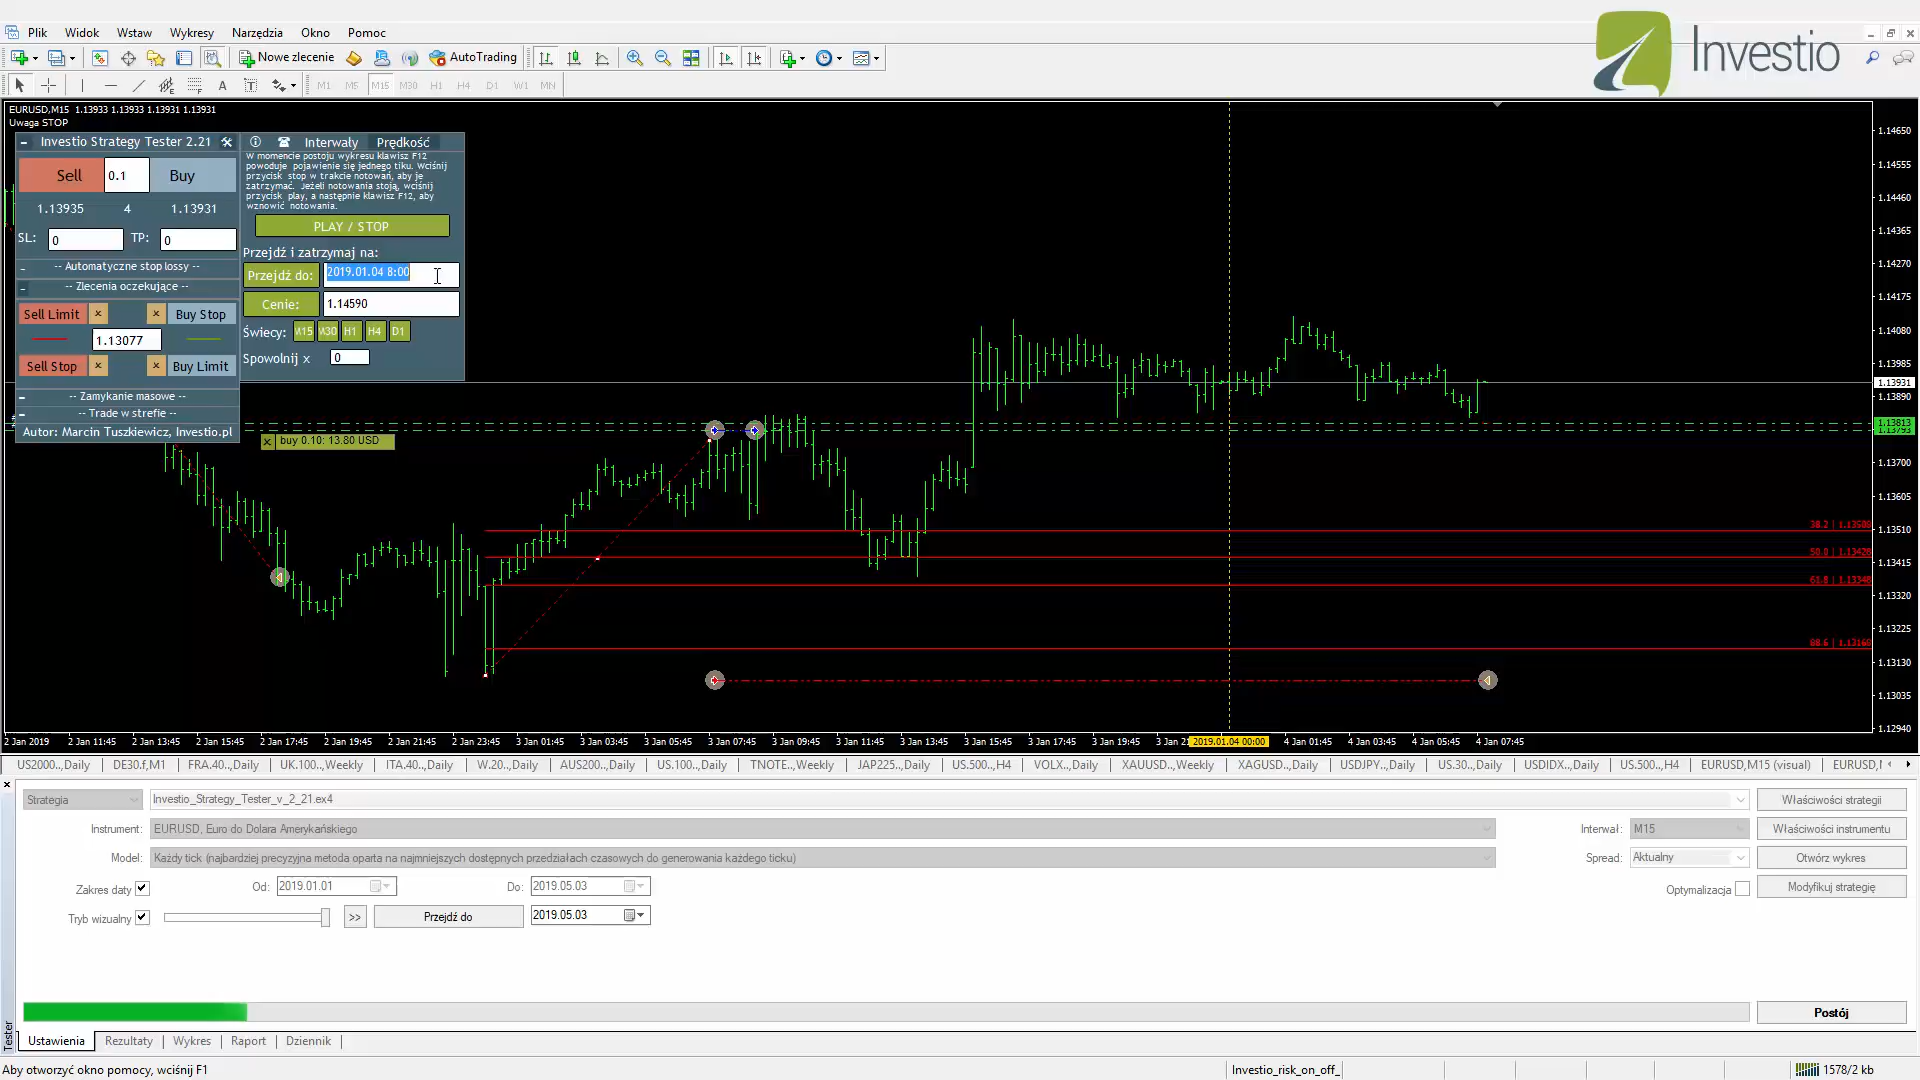 Plik Widok Wstaw Wykresy Narzędzia Okno Pomoc
Investio
Nowe zlecenie AutoTrading
A T M1 M5 M15 M30 H1 H4 D1 W1 MN
EURUSD,M15 1.13933 1.13933 1.13931 1.13931
Uwaga STOP
Investio Strategy Tester 2.21
Interwały Prędkość
Sell 0.1 Buy
1.13935 4 1.13931
SL: 0 TP: 0
-- Automatyczne stop lossy --
-- Zlecenia oczekujące --
Sell Limit × × Buy Stop
1.13077
Sell Stop × × Buy Limit
-- Zamykanie masowe --
-- Trade w strefie --
Autor: Marcin Tuszkiewicz, Investio.pl
W momencie postoju wykresu klawisz F12
powoduje pojawienie się jednego tiku. Wciśnij
przycisk stop w trakcie notowań, aby je
zatrzymać. Jeżeli notowania stoją, wciśnij
przycisk play, a następnie klawisz F12, aby
wznowić notowania.
PLAY / STOP
Przejdź i zatrzymaj na:
Przejdź do: 2019.01.04 8:00
Cenie: 1.14590
Świecy: M15 M30 H1 H4 D1
Spowolnij x 0
× buy 0.10: 13.80 USD
1.14650
1.14555
1.14460
1.14365
1.14270
1.14175
1.14080
1.13985
1.13931
1.13890
1.13813
1.13793
1.13700
1.13605
1.13510
1.13415
1.13320
1.13225
1.13130
1.13035
1.12940
2 Jan 2019 2 Jan 11:45 2 Jan 13:45 2 Jan 15:45 2 Jan 17:45 2 Jan 19:45 2 Jan 21:45 2 Jan 23:45 3 Jan 01:45 3 Jan 03:45 3 Jan 05:45 3 Jan 07:45 3 Jan 09:45 3 Jan 11:45 3 Jan 13:45 3 Jan 15:45 3 Jan 17:45 3 Jan 19:45 3 Jan 21 2019.01.04 00:00 4 Jan 01:45 4 Jan 03:45 4 Jan 05:45 4 Jan 07:45
US2000..,Daily DE30.f,M1 FRA.40..,Daily UK.100..,Weekly ITA.40..,Daily W.20..,Daily AUS200..,Daily US.100..,Daily TNOTE..,Weekly JAP225..,Daily US.500..,H4 VOLX..,Daily XAUUSD..,Weekly XAGUSD..,Daily USDJPY..,Daily US.30..,Daily USDIDX..,Daily US.500..,H4 EURUSD,M15 (visual)
Strategia Investio_Strategy_Tester_v_2_21.ex4 Właściwości strategii
Instrument: EURUSD, Euro do Dolara Amerykańskiego Interwał: M15 Właściwości instrumentu
Model: Każdy tick (najbardziej precyzyjna metoda oparta na najmniejszych dostępnych przedziałach czasowych do generowania każdego ticku) Spread: Aktualny Otwórz wykres
Zakres daty Od: 2019.01.01 Do: 2019.05.03 Optymalizacja Modyfikuj strategię
Tryb wizualny >> Przejdź do 2019.05.03
Postój
Tester
Ustawienia Rezultaty Wykres Raport Dziennik
Aby otworzyć okno pomocy, wciśnij F1 Investio_risk_on_off_ 1578/2 kb